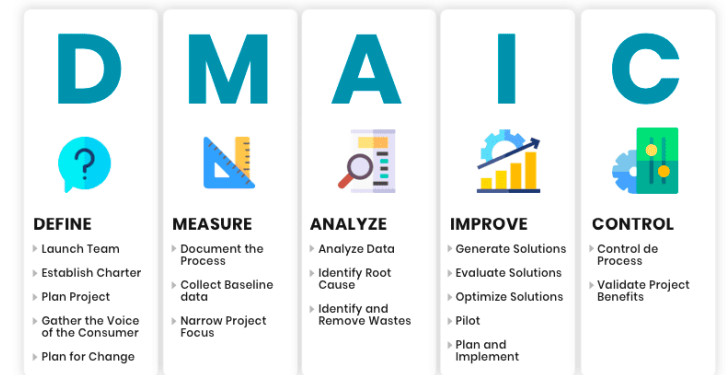 D
M
A
I
C
?
DEFINE
Launch Team
Establish Charter
Plan Project
Gather the Voice
of the Consumer
Plan for Change
MEASURE
Document the
Process
Collect Baseline
data
Narrow Project
Focus
ANALYZE
Analyze Data
Identify Root
Cause
Identify and
Remove Wastes
IMPROVE
Generate Solutions
Evaluate Solutions
Optimize Solutions
Pilot
Plan and
Implement
CONTROL
Control de
Process
Validate Project
Benefits